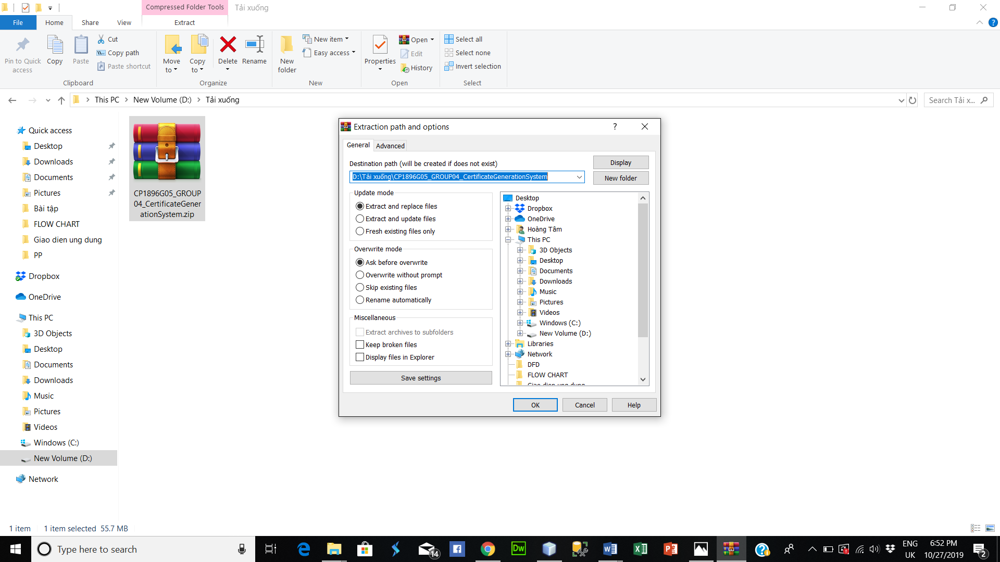 Compressed Folder Tools
Tải xuống
File
Home
Share
View
Extract
Pin to Quick access
Copy
Paste
Cut
Copy path
Paste shortcut
Clipboard
Move to
Copy to
Delete
Rename
Organize
New folder
New item
Easy access
New
Properties
Open
Edit
History
Open
Select all
Select none
Invert selection
Select
This PC
New Volume (D:)
Tải xuống
Search Tải x...
Quick access
Desktop
Downloads
Documents
Pictures
Bài tập
FLOW CHART
Giao dien ung dung
PP
Dropbox
OneDrive
This PC
3D Objects
Desktop
Documents
Downloads
Music
Pictures
Videos
Windows (C:)
New Volume (D:)
Network
CP1896G05_GROUP
04_CertificateGener
ationSystem.zip
Extraction path and options
?
General
Advanced
Destination path (will be created if does not exist)
D:\Tải xuống\CP1896G05_GROUP04_CertificateGenerationSystem
Display
New folder
Update mode
Extract and replace files
Extract and update files
Fresh existing files only
Overwrite mode
Ask before overwrite
Overwrite without prompt
Skip existing files
Rename automatically
Miscellaneous
Extract archives to subfolders
Keep broken files
Display files in Explorer
Save settings
Desktop
Dropbox
OneDrive
Hoàng Tâm
This PC
3D Objects
Desktop
Documents
Downloads
Music
Pictures
Videos
Windows (C:)
New Volume (D:)
Libraries
Network
DFD
FLOW CHART
Giao dien ung dung
OK
Cancel
Help
1 item
1 item selected 55.7 MB
Type here to search
14
Dw
ENG
UK
6:52 PM
10/27/2019
2